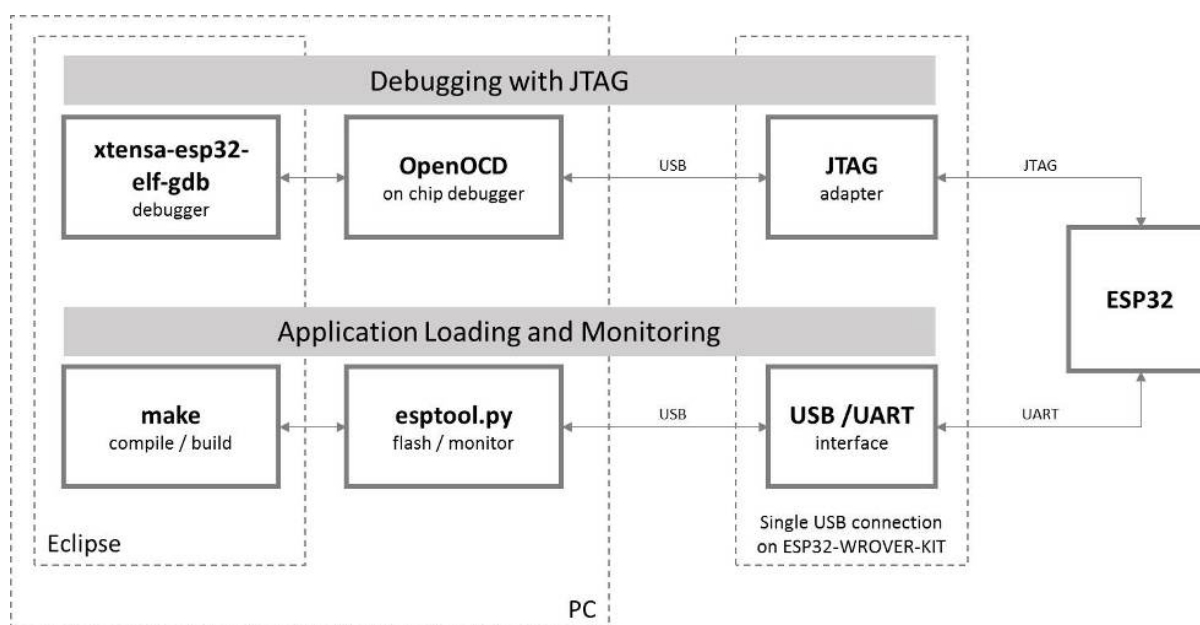 Debugging with JTAG
xtensa-esp32-
elf-gdb
debugger
OpenOCD
on chip debugger
USB
JTAG
adapter
JTAG
ESP32
Application Loading and Monitoring
make
compile / build
esptool.py
flash / monitor
USB
USB /UART
interface
UART
Eclipse
Single USB connection
on ESP32-WROVER-KIT
PC